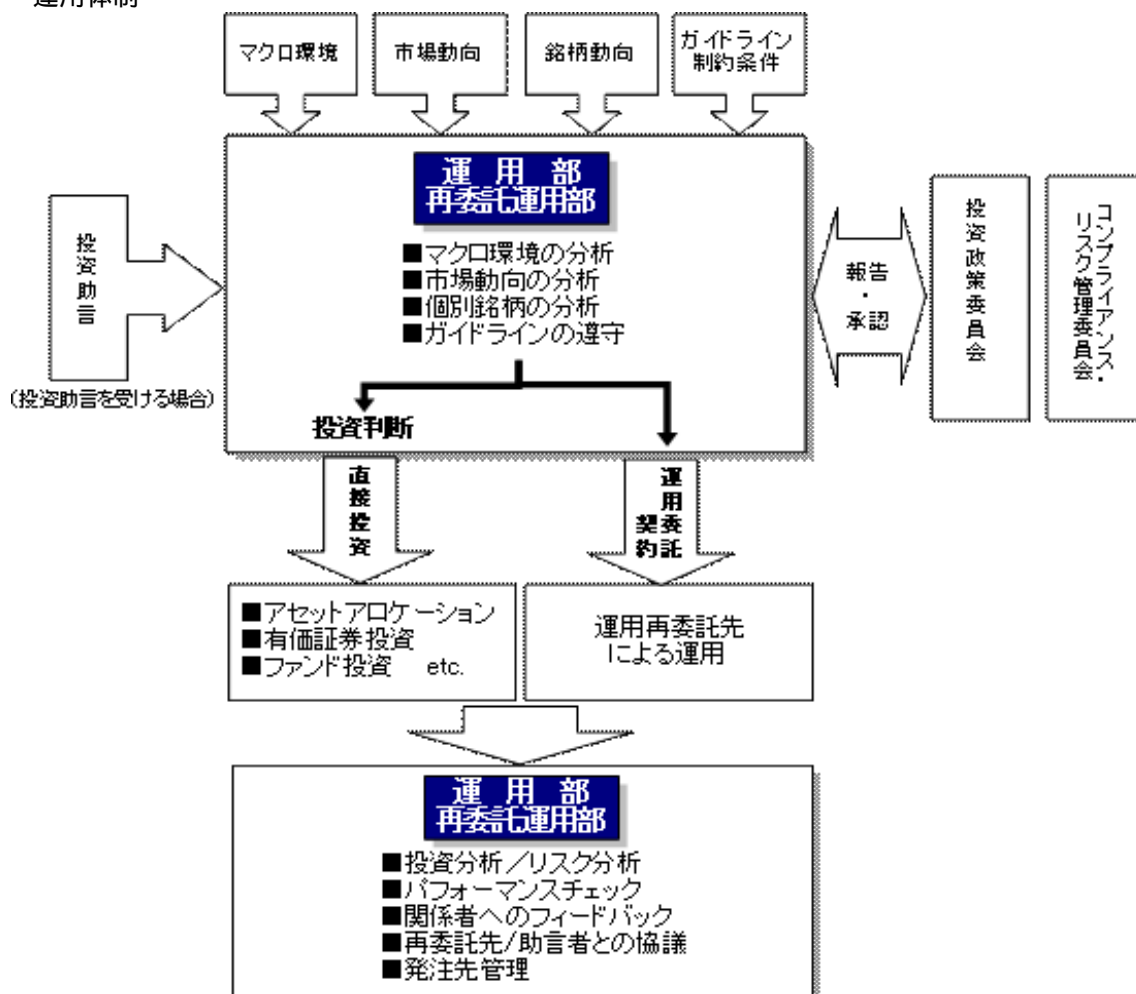 運用体制
マクロ環境
市場動向
銘柄動向
ガイドライン
制約条件
運 用 部
再委託運用部
■マクロ環境の分析
■市場動向の分析
■個別銘柄の分析
■ガイドラインの遵守
投資助言
(投資助言を受ける場合)
報告
・
承認
投資政策委員会
コンプライアンス・
リスク管理委員会
投資判断
直接投資
運用委託
契約
■アセットアロケーション
■有価証券投資
■ファンド投資 etc.
運用再委託先
による運用
運 用 部
再委託運用部
■投資分析／リスク分析
■パフォーマンスチェック
■関係者へのフィードバック
■再委託先/助言者との協議
■発注先管理